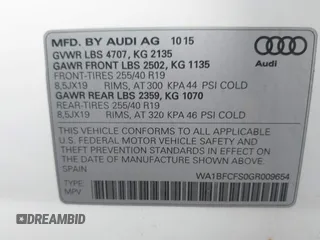 MFD. BY AUDI AG 10 15
GVWR LBS 4707, KG 2135
GAWR FRONT LBS 2502, KG 1135
FRONT-TIRES 255/40 R19
8,5JX19 RIMS, AT 300 KPA 44 PSI COLD
GAWR REAR LBS 2359, KG 1070
REAR-TIRES 255/40 R19
8,5JX19 RIMS, AT 320 KPA 46 PSI COLD
Audi
THIS VEHICLE CONFORMS TO ALL APPLICABLE
U.S. FEDERAL MOTOR VEHICLE SAFETY
STANDARDS IN EFFECT ON THE
DATE OF MANUFACTURE SHOWN ABOVE.
SPAIN
WA1BFCFS0GR009654
TYPE:
MPV
DREAMBID